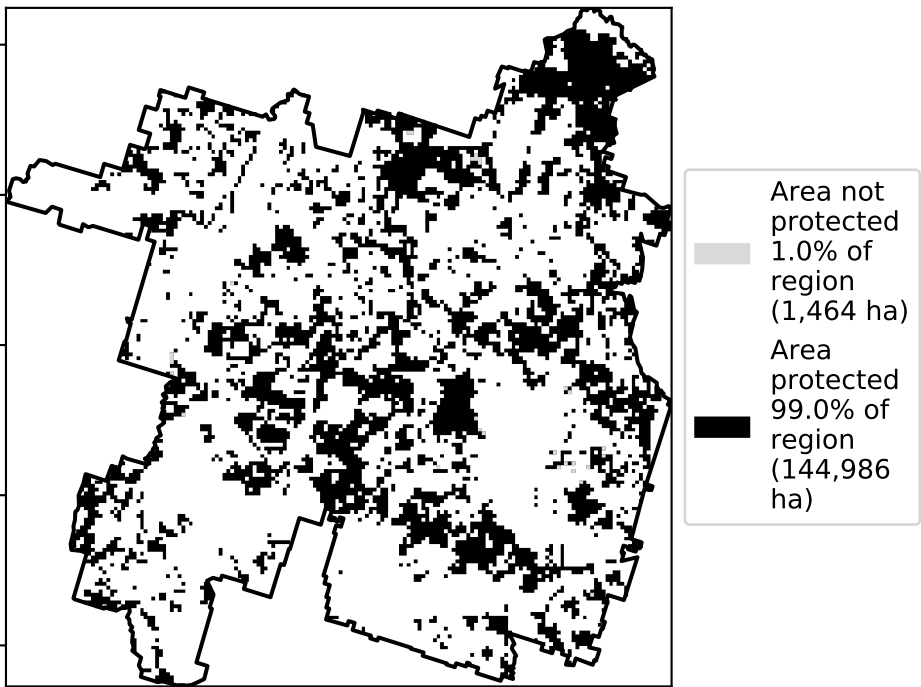 Area not
protected
1.0% of
region
(1,464 ha)
Area
protected
99.0% of
region
(144,986
ha)